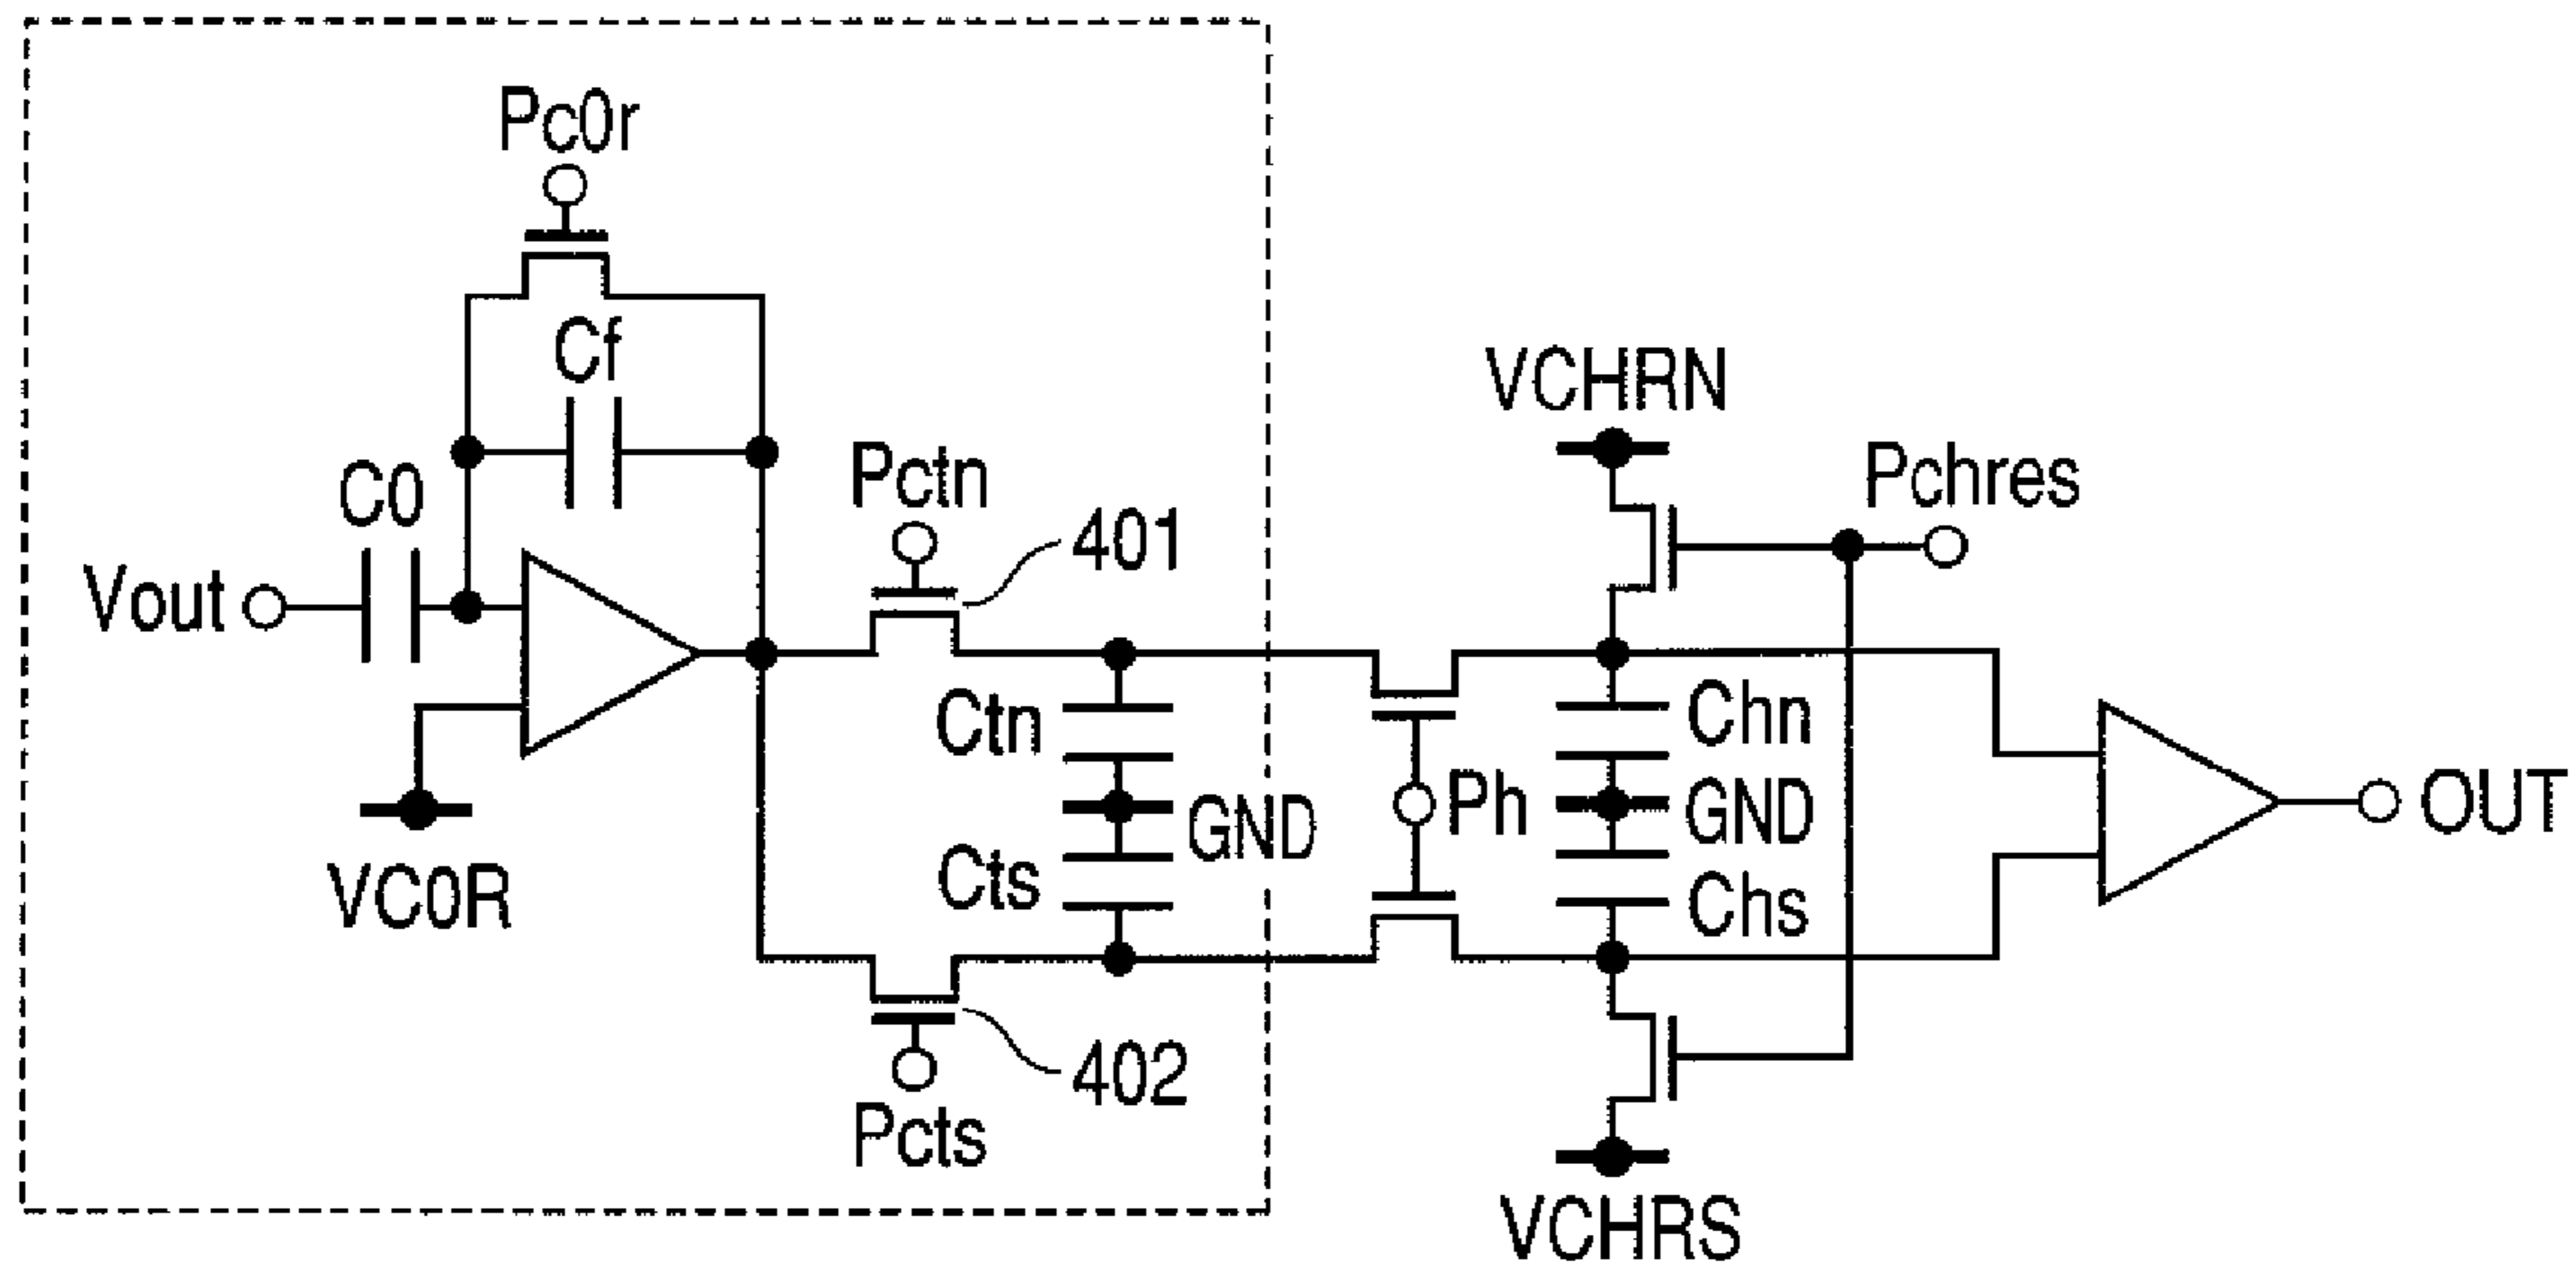 Pc0r
Cf
VCHRN
C0
Pctn
Pchres
401
Vout
Ctn
Chn
GND
Ph
GND
OUT
Cts
Chs
VC0R
402
Pcts
VCHRS